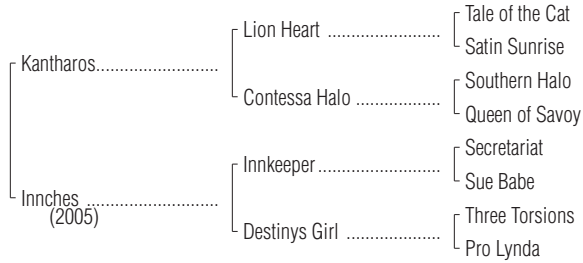 Tale of the Cat
Lion Heart ....................
Satin Sunrise
Kantharos......................
Southern Halo
Contessa Halo ...............
Queen of Savoy
Secretariat
Innkeeper......................
Sue Babe
Innches ........................
(2005)
Three Torsions
Destinys Girl .................
Pro Lynda